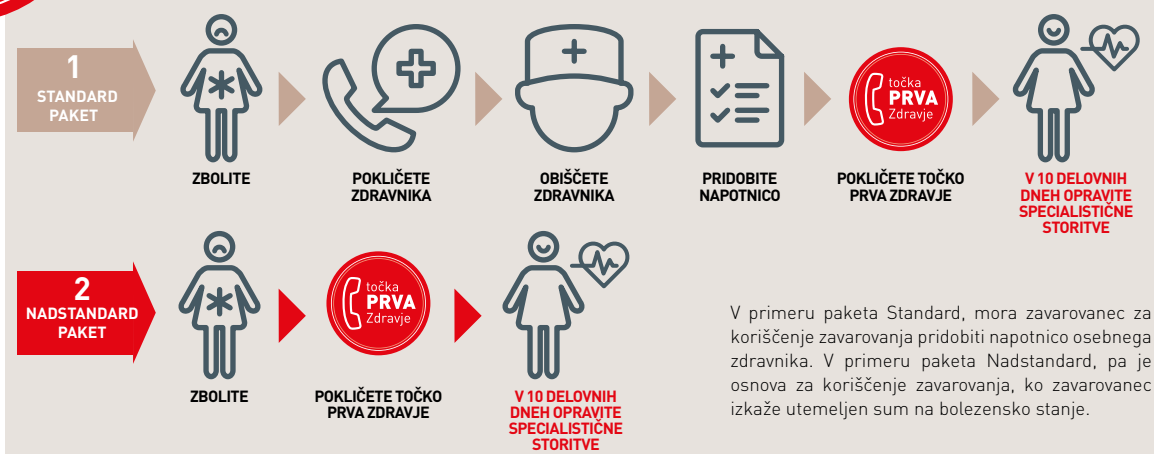 1
STANDARD
PAKET
ZBOLITE
POKLIČETE
ZDRAVNIKA
OBIŠČETE
ZDRAVNIKA
PRIDOBITE
NAPOTNICO
točka
PRVA
Zdravje
POKLIČETE TOČKO
PRVA ZDRAVJE
V 10 DELOVNIH
DNEH OPRAVITE
SPECIALISTIČNE
STORITVE
2
NADSTANDARD
PAKET
ZBOLITE
točka
PRVA
Zdravje
POKLIČETE TOČKO
PRVA ZDRAVJE
V 10 DELOVNIH
DNEH OPRAVITE
SPECIALISTIČNE
STORITVE
V primeru paketa Standard, mora zavarovanec za
koriščenje zavarovanja pridobiti napotnico osebnega
zdravnika. V primeru paketa Nadstandard, pa je
osnova za koriščenje zavarovanja, ko zavarovanec
izkaže utemeljen sum na bolezensko stanje.